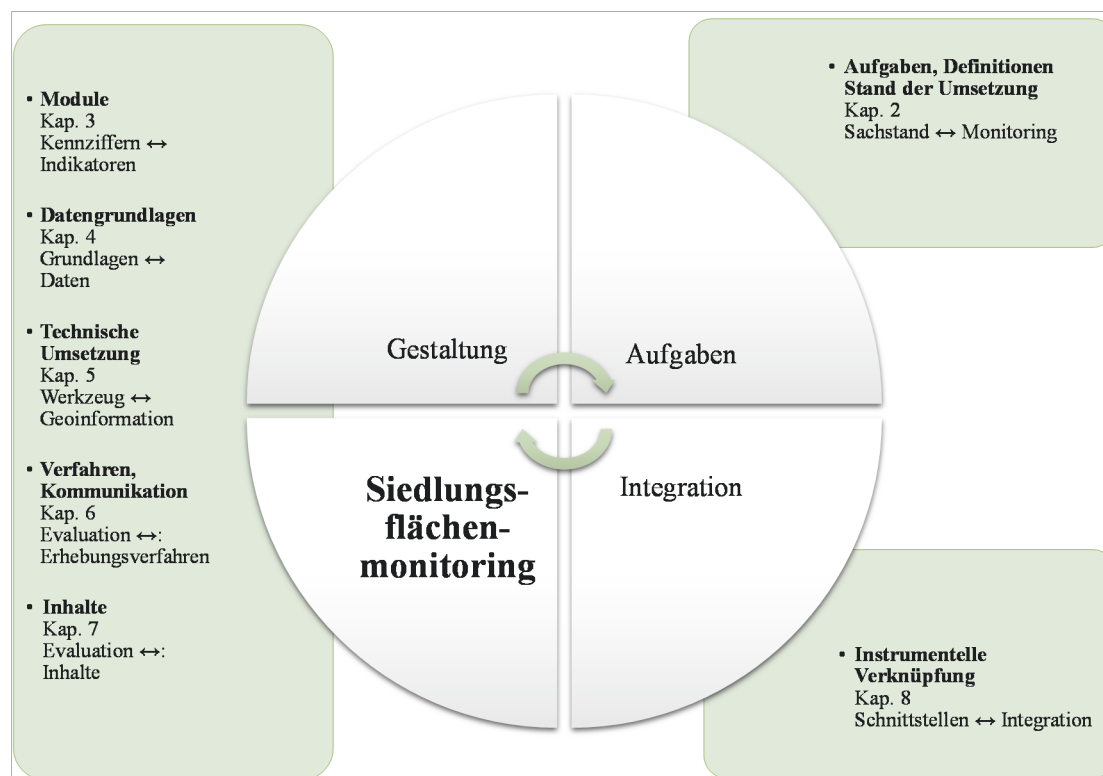 • Module
Kap. 3
Kennziffern ↔
Indikatoren
• Datengrundlagen
Kap. 4
Grundlagen ↔
Daten
• Technische
Umsetzung
Kap. 5
Werkzeug ↔
Geoinformation
• Verfahren,
Kommunikation
Kap. 6
Evaluation ↔:
Erhebungsverfahren
• Inhalte
Kap. 7
Evaluation ↔:
Inhalte
• Aufgaben, Definitionen
Stand der Umsetzung
Kap. 2
Sachstand ↔ Monitoring
Gestaltung
Aufgaben
Siedlungs-
flächen-
monitoring
Integration
• Instrumentelle
Verknüpfung
Kap. 8
Schnittstellen ↔ Integration